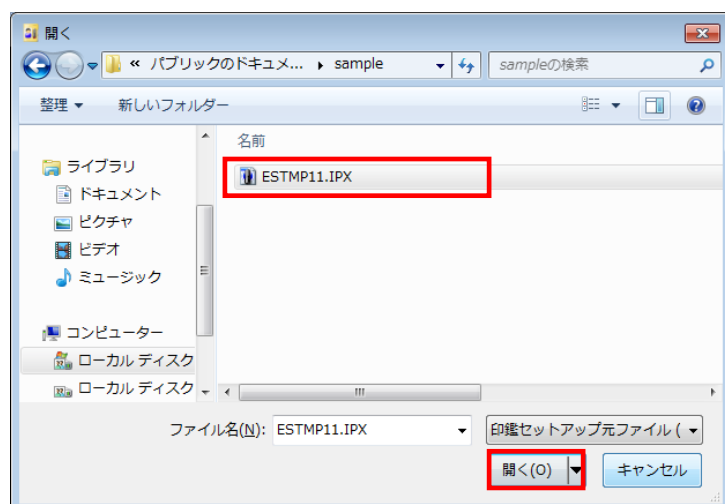 開く
« パブリックのドキュメ... ▸ sample
sampleの検索
整理 ▼ 新しいフォルダー
名前
ESTMP11.IPX
ライブラリ
ドキュメント
ピクチャ
ビデオ
ミュージック
コンピューター
ローカル ディスク
ローカル ディスク
ファイル名(N): ESTMP11.IPX
印鑑セットアップ元ファイル (
開く(O)
キャンセル